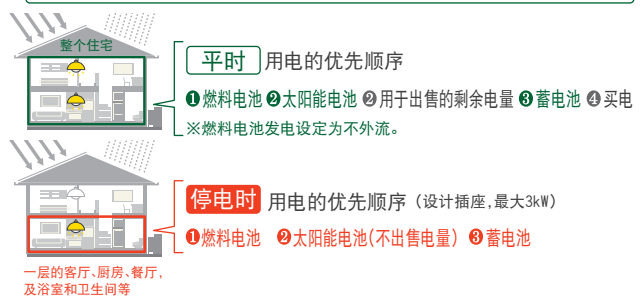 整个住宅
平时 用电的优先顺序
❶燃料电池 ❷太阳能电池 ❷用于出售的剩余电量 ❸蓄电池 ❹买电
※燃料电池发电设定为不外流。
停电时 用电的优先顺序（设计插座,最大3kW）
❶燃料电池 ❷太阳能电池(不出售电量) ❸蓄电池
一层的客厅、厨房、餐厅,
及浴室和卫生间等